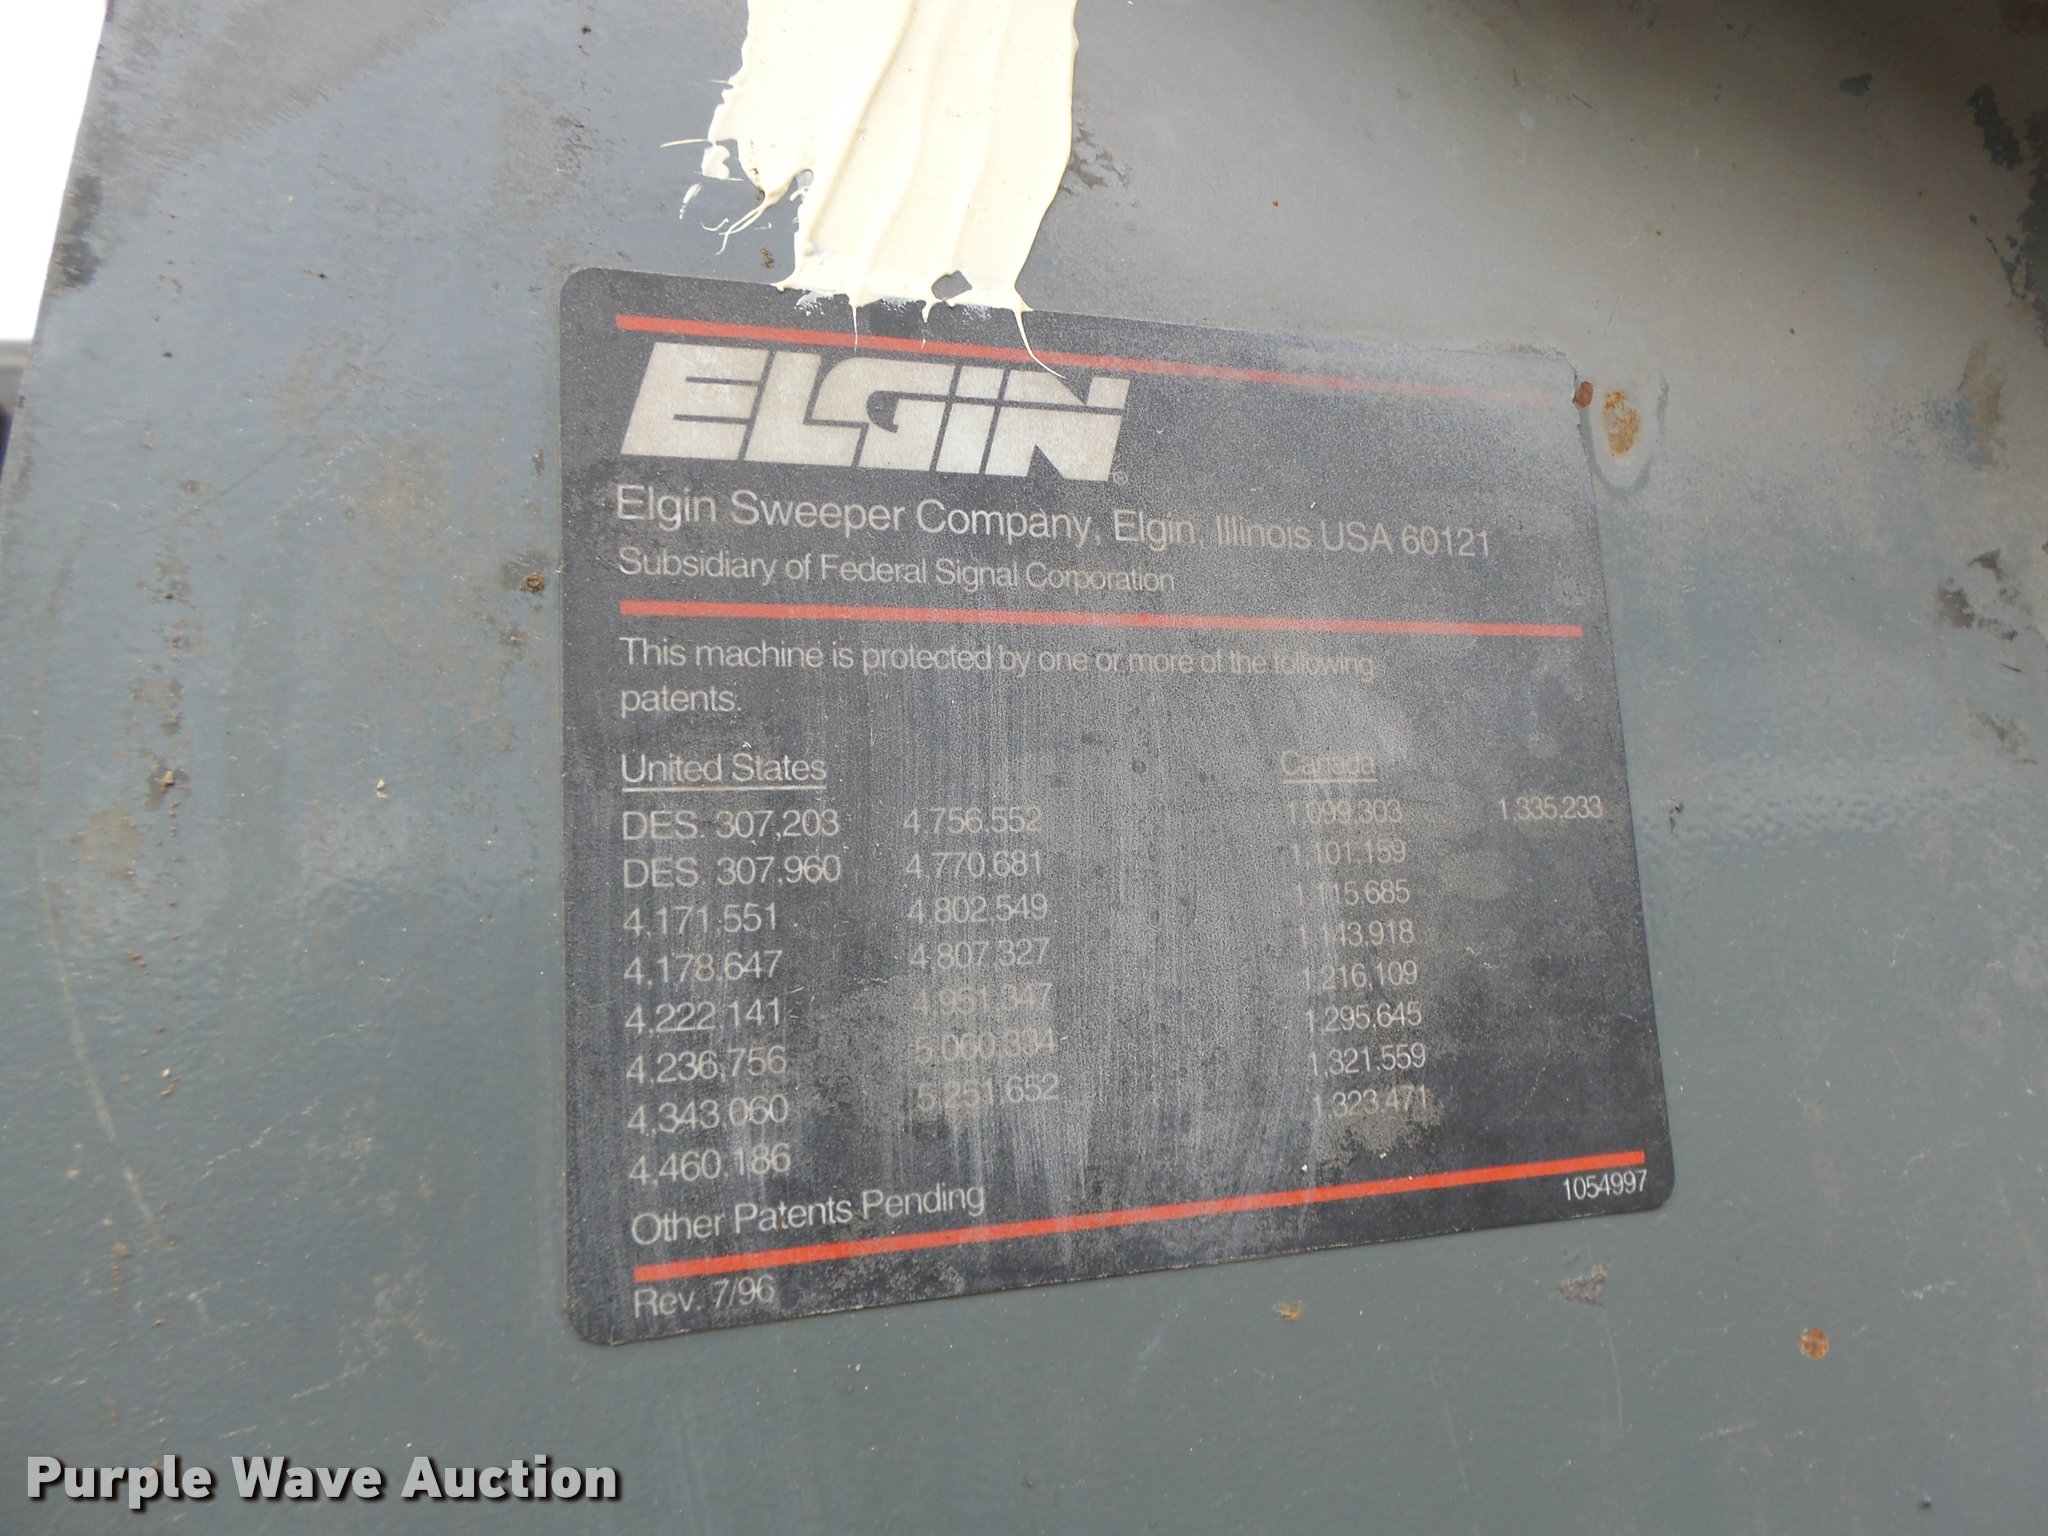 ELGIN®
Elgin Sweeper Company, Elgin, Illinois USA 60121
Subsidiary of Federal Signal Corporation
This machine is protected by one or more of the following
patents.
United States Canada
DES. 307,203 4,756,552 1,099,303 1,335,233
DES. 307,960 4,770,681 1,101,159
4,171,551 4,802,549 1,115,685
4,178,647 4,807,327 1,143,918
4,222,141 4,951,347 1,216,109
4,236,756 5,060,334 1,295,645
4,343,060 5,251,652 1,321,559
4,460,186 1,323,471
Other Patents Pending
1054997
Rev. 7/96
Purple Wave Auction